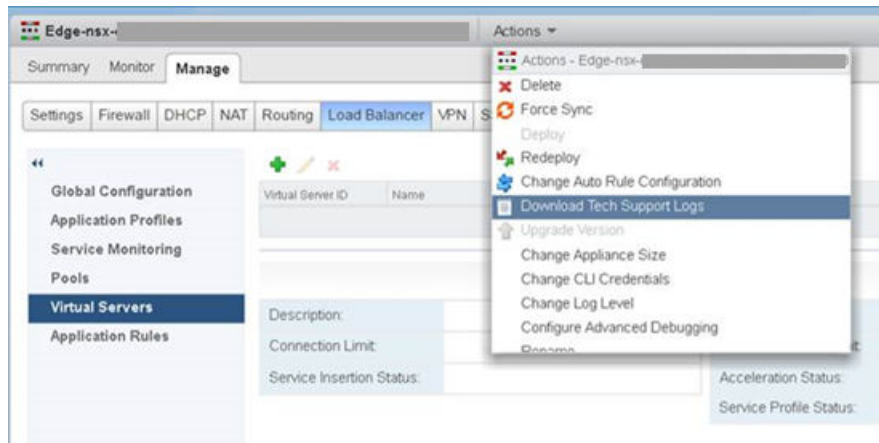 Edge-nsx-
Actions
Summary Monitor Manage
Actions - Edge-nsx-
Delete
Settings Firewall DHCP NAT Routing Load Balancer VPN S
Force Sync
Deploy
Redeploy
Global Configuration
Virtual Server ID Name
Change Auto Rule Configuration
Application Profiles
Download Tech Support Logs
Service Monitoring
Upgrade Version
Pools
Change Appliance Size
Change CLI Credentials
Virtual Servers
Description:
Change Log Level
Application Rules
Configure Advanced Debugging
Connection Limit:
Rename
Service Insertion Status:
Acceleration Status:
Service Profile Status: